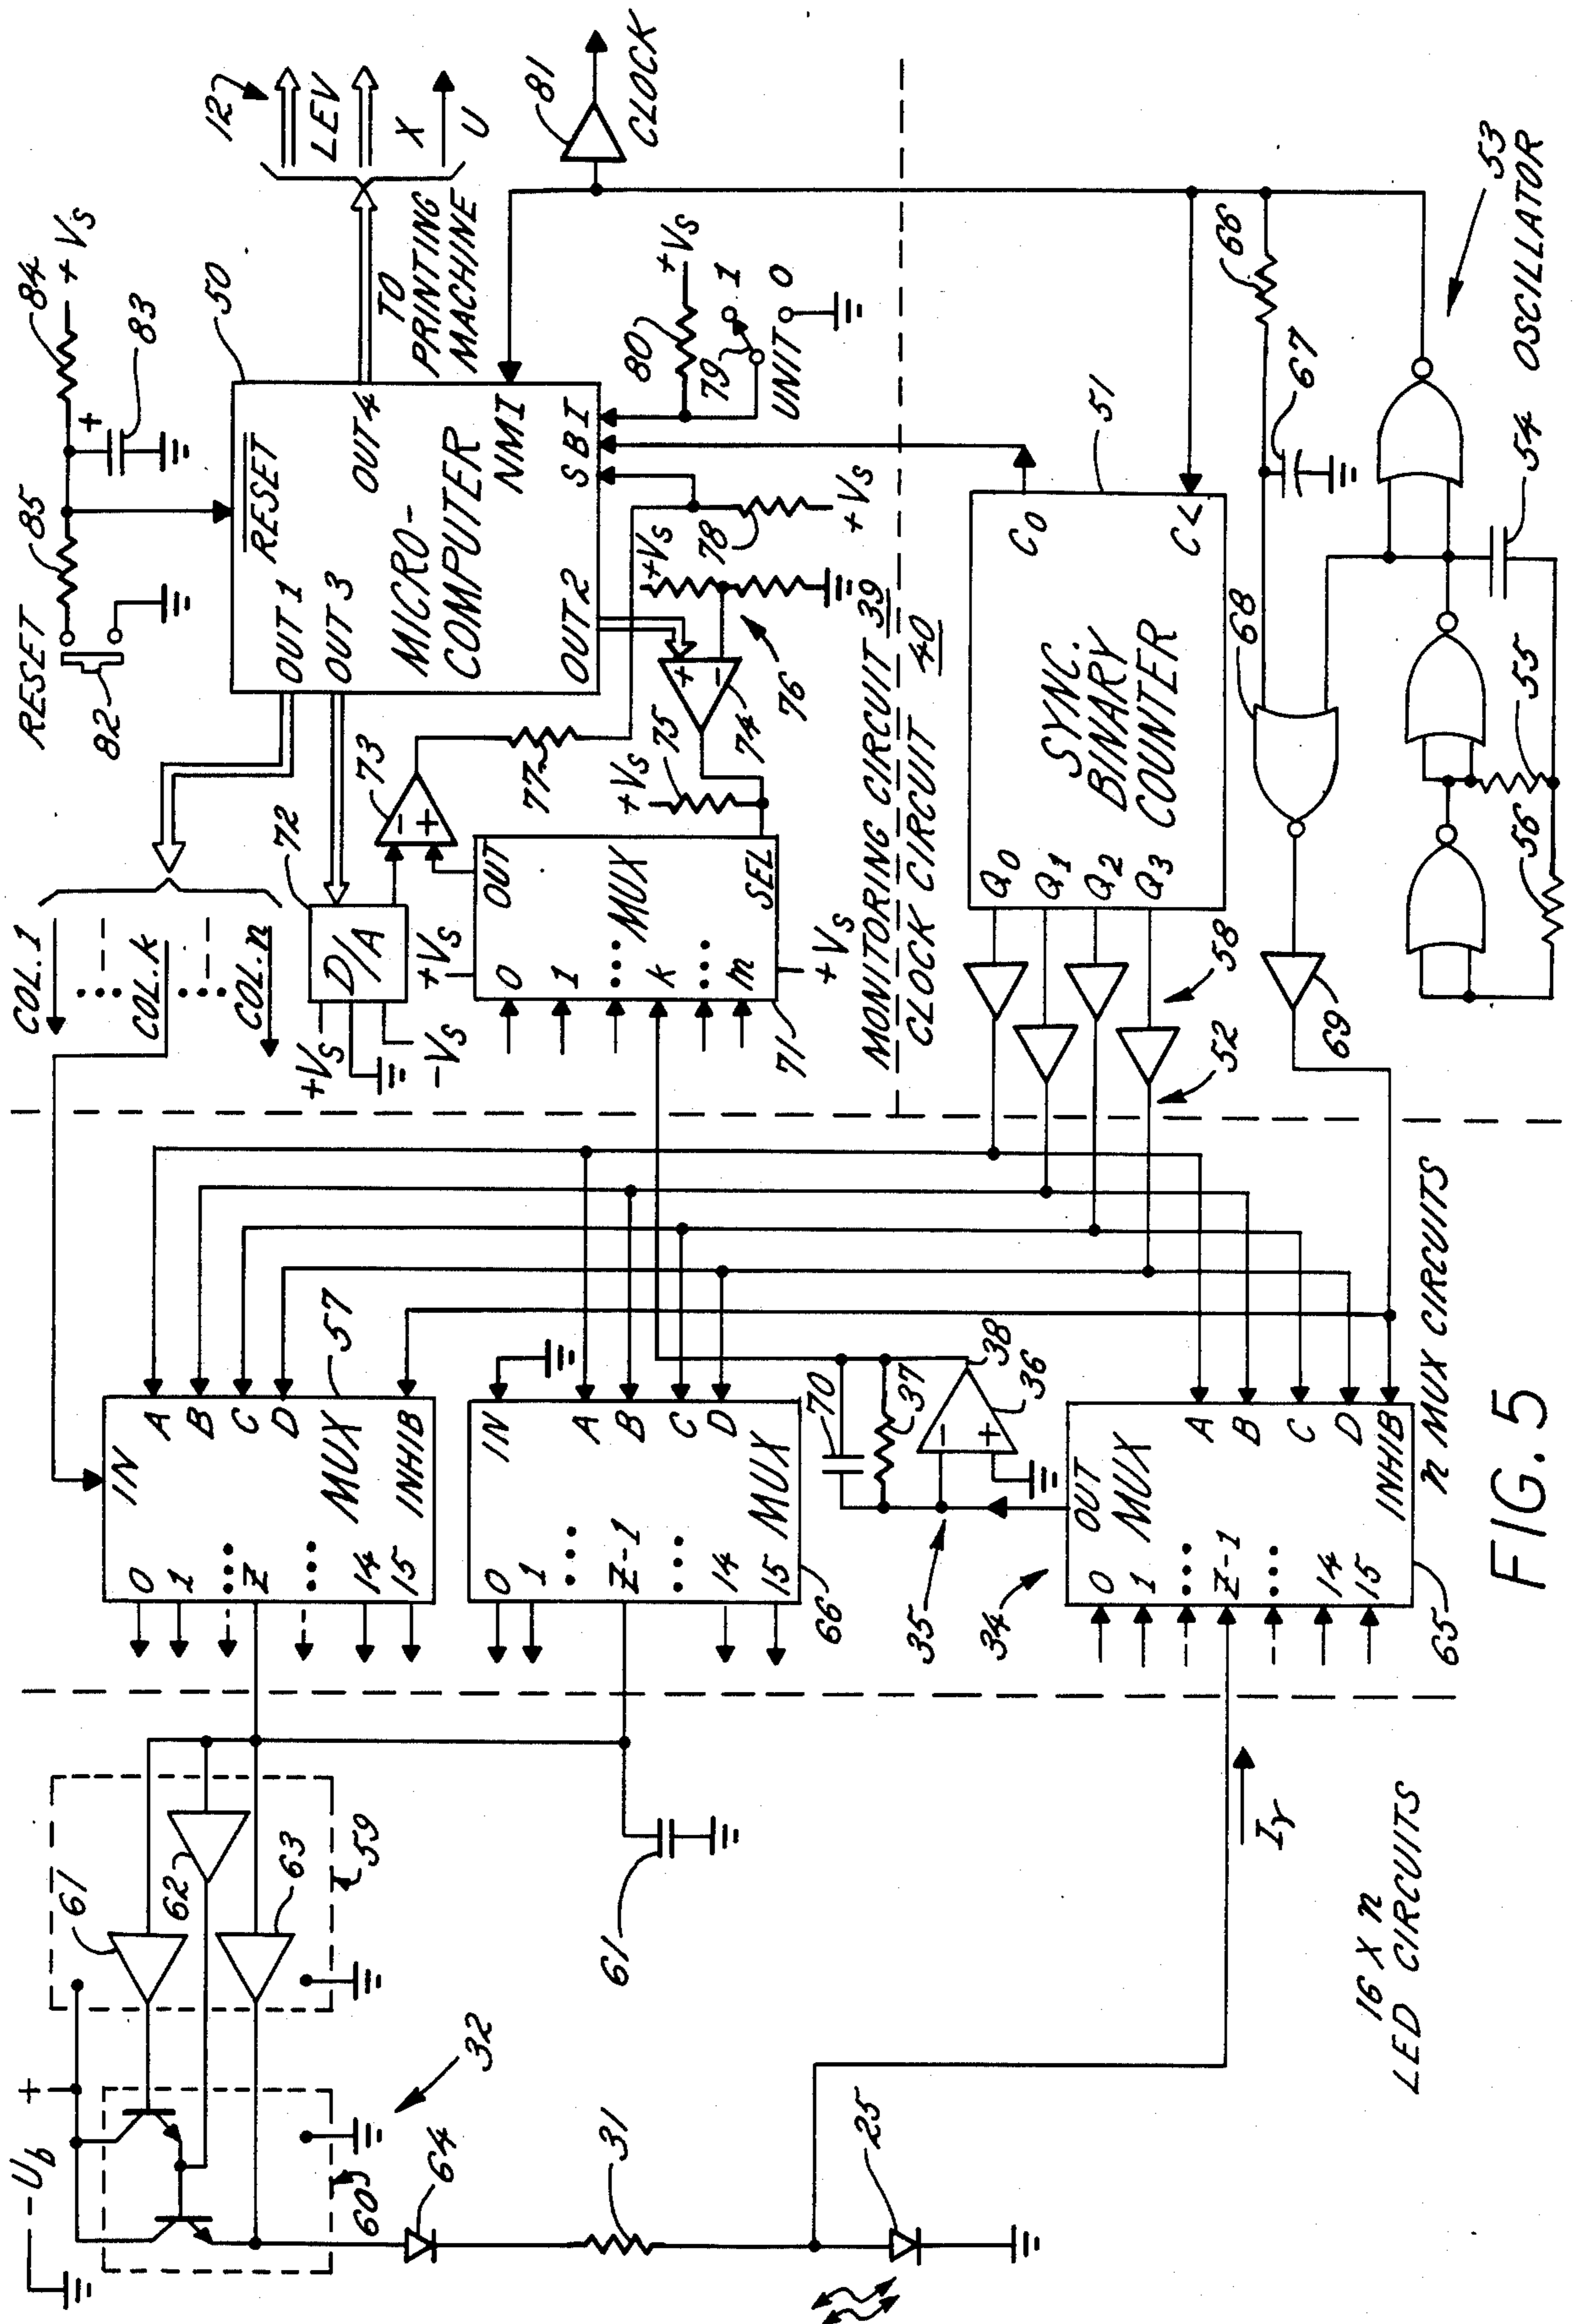 RESET
85
84
+VS
83
82
50
12
LEV
X
U
TO
PRINTING
MACHINE
81
CLOCK
RESET
OUT 1
OUT 3
OUT 4
MICRO-
COMPUTER
NMI
OUT 2
S B I
+VS
80
79
1
0
UNIT
COL.1
COL.k
COL.n
72
D/A
+VS
-VS
73
77
+VS
75
74
76
+VS
78
+VS
OUT
0
1
MUX
k
m
SEL
+VS
+VS
71
MONITORING CIRCUIT 39
CLOCK CIRCUIT 40
Q0
Q1
Q2
Q3
SYNC.
BINARY
COUNTER
C0
CL
51
58
52
66
67
68
69
53
OSCILLATOR
54
55
56
IN
A
B
C
D
MUX
INHIB
57
0
1
Z
14
15
IN
A
B
C
D
MUX
0
1
Z-1
14
15
66
70
37
38
36
35
34
OUT
MUX
A
B
C
D
INHIB
0
1
Z-1
14
15
65
n MUX CIRCUITS
-Ub
+
61
62
63
59
60
32
64
31
25
61
Ir
16 X n
LED CIRCUITS
FIG. 5